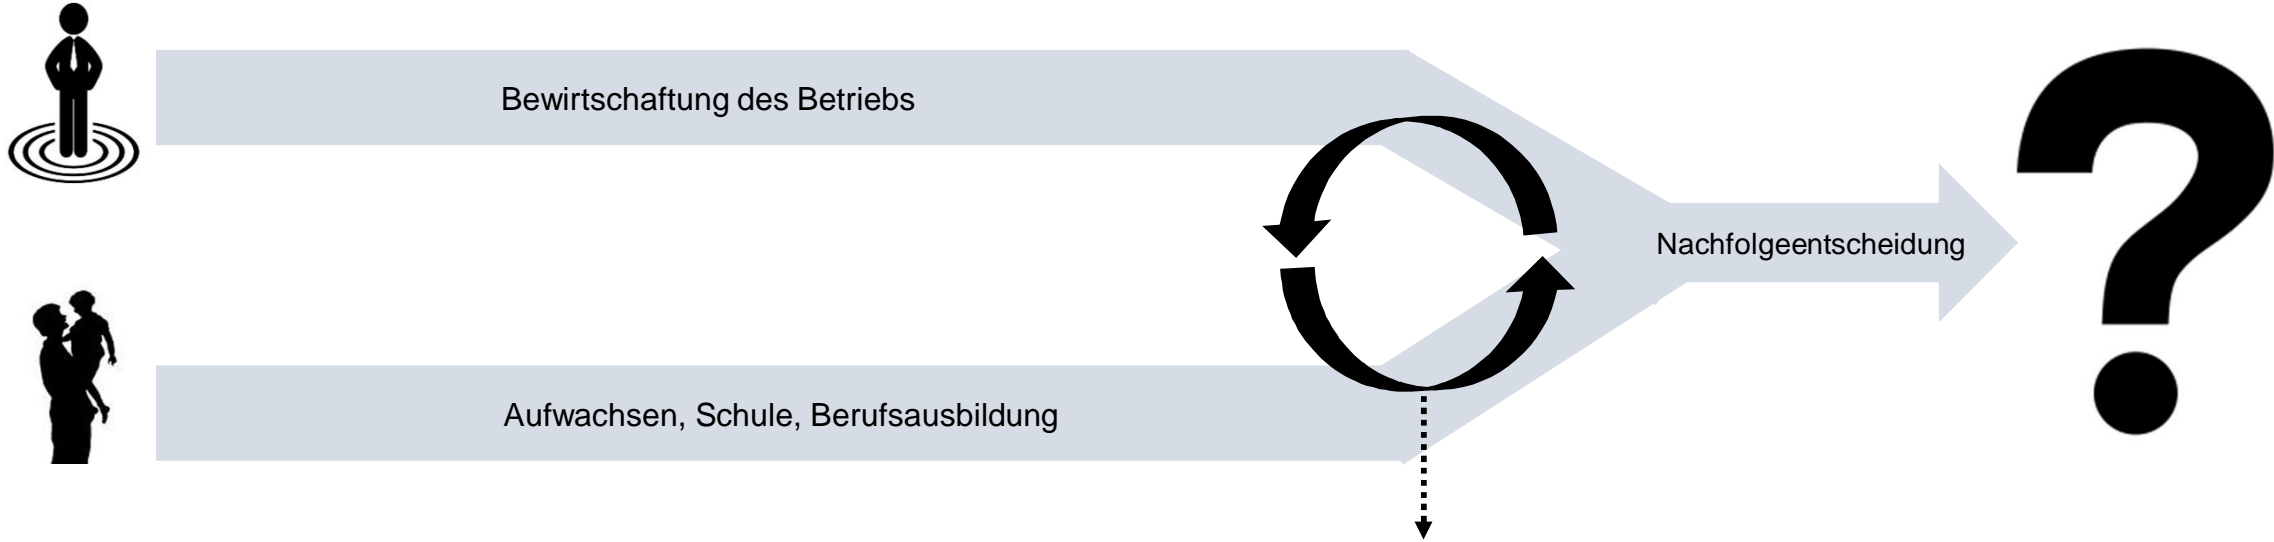 Bewirtschaftung des Betriebs
Nachfolgeentscheidung
Aufwachsen, Schule, Berufsausbildung